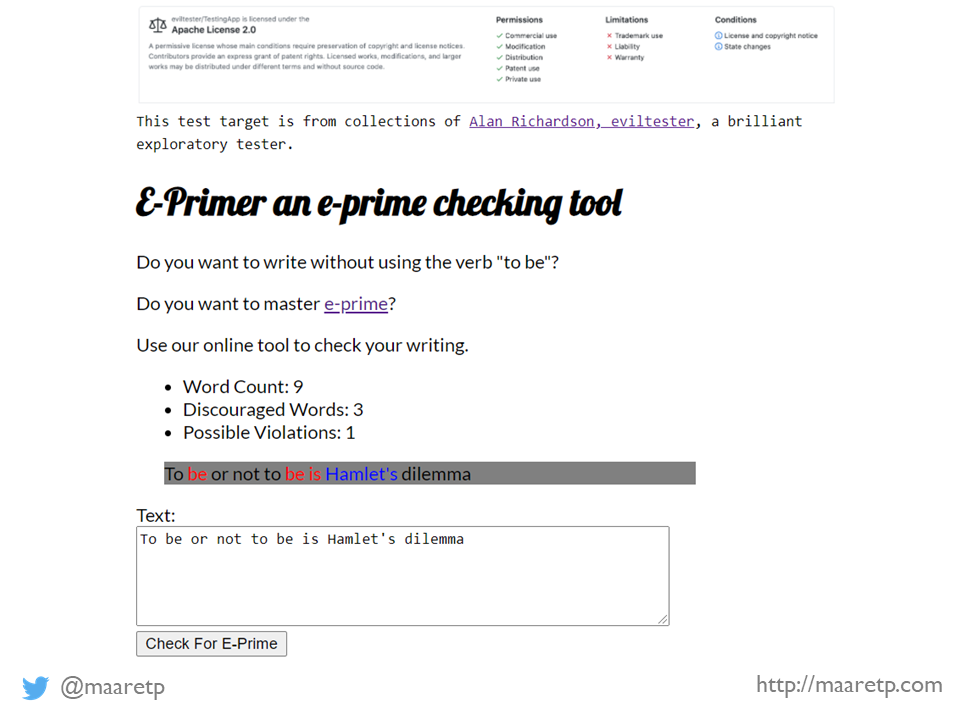 eviltester/TestingApp is licensed under the
Apache License 2.0
A permissive license whose main conditions require preservation of copyright and license notices.
Contributors provide an express grant of patent rights. Licensed works, modifications, and larger
works may be distributed under different terms and without source code.
Permissions
Commercial use
Modification
Distribution
Patent use
Private use
Limitations
Trademark use
Liability
Warranty
Conditions
License and copyright notice
State changes
This test target is from collections of Alan Richardson, eviltester, a brilliant
exploratory tester.
E-Primer an e-prime checking tool
Do you want to write without using the verb "to be"?
Do you want to master e-prime?
Use our online tool to check your writing.
Word Count: 9
Discouraged Words: 3
Possible Violations: 1
To be or not to be is Hamlet's dilemma
Text:
To be or not to be is Hamlet's dilemma
Check For E-Prime
@maaretp
http://maaretp.com